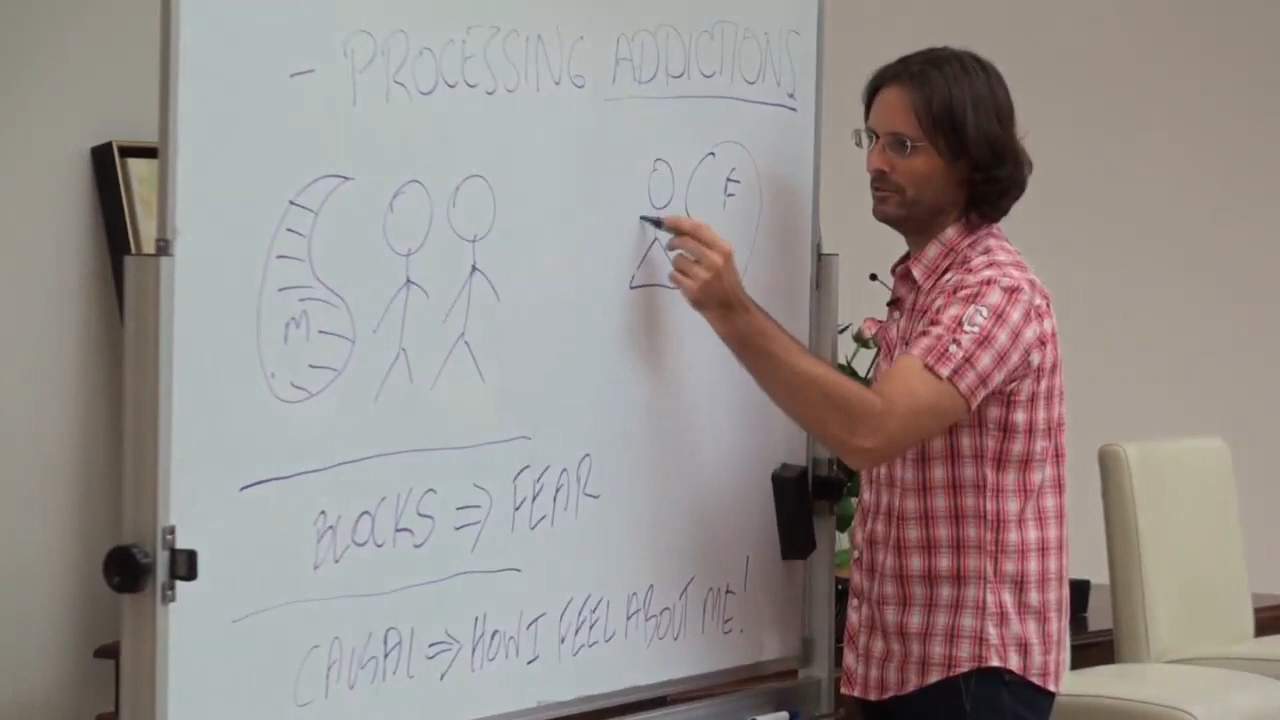 - PROCESSING ADDICTIONS
M
F
BLOCKS => FEAR
CAUSAL => HOW I FEEL ABOUT ME!